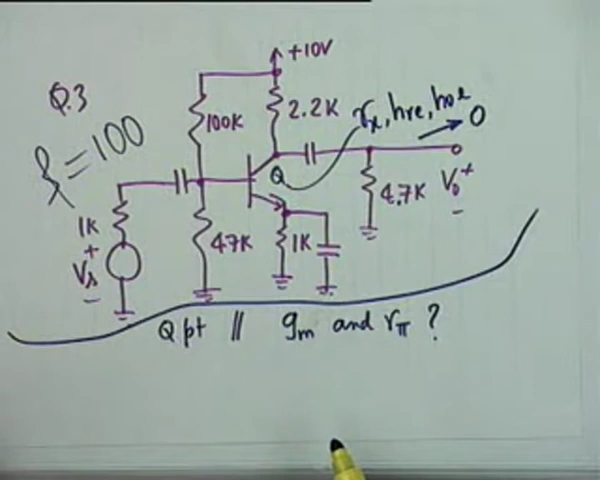 Q.3
+10V
100K
2.2K
rx, hre, hoe → 0
β = 100
Q
1K
+
Vs
-
47K
1K
4.7K
Vo
+
-
Q pt // gm and rπ ?